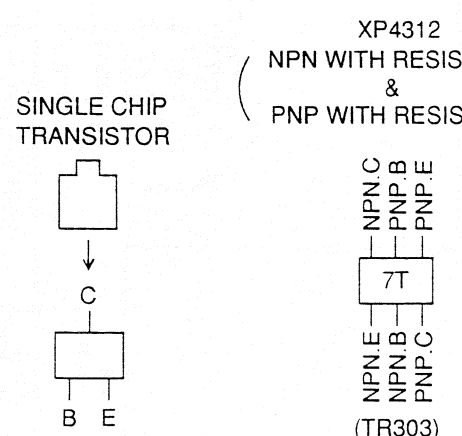 SINGLE CHIP
TRANSISTOR
C
B E
XP4312
NPN WITH RESIS
&
PNP WITH RESIS
NPN.C
PNP.B
PNP.E
7T
NPN.E
NPN.B
PNP.C
(TR303)